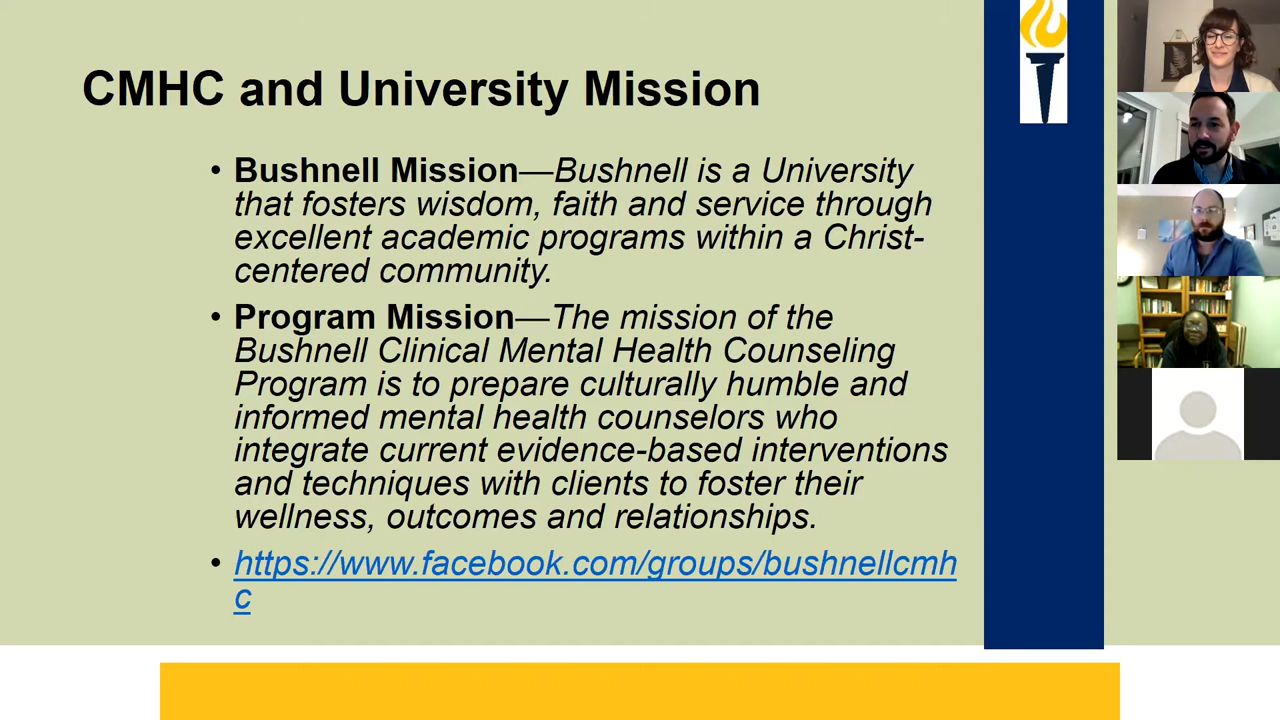 CMHC and University Mission
• Bushnell Mission—Bushnell is a University
that fosters wisdom, faith and service through
excellent academic programs within a Christ-
centered community.
• Program Mission—The mission of the
Bushnell Clinical Mental Health Counseling
Program is to prepare culturally humble and
informed mental health counselors who
integrate current evidence-based interventions
and techniques with clients to foster their
wellness, outcomes and relationships.
• https://www.facebook.com/groups/bushnellcmh
c